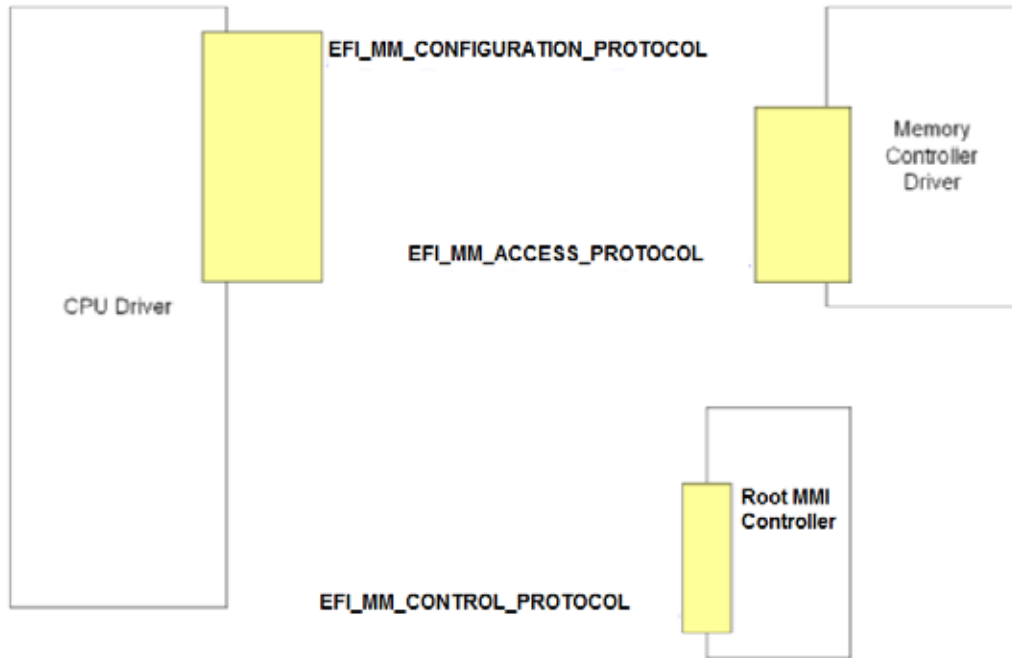 EFI_MM_CONFIGURATION_PROTOCOL
Memory
Controller
Driver
EFI_MM_ACCESS_PROTOCOL
CPU Driver
Root MMI
Controller
EFI_MM_CONTROL_PROTOCOL